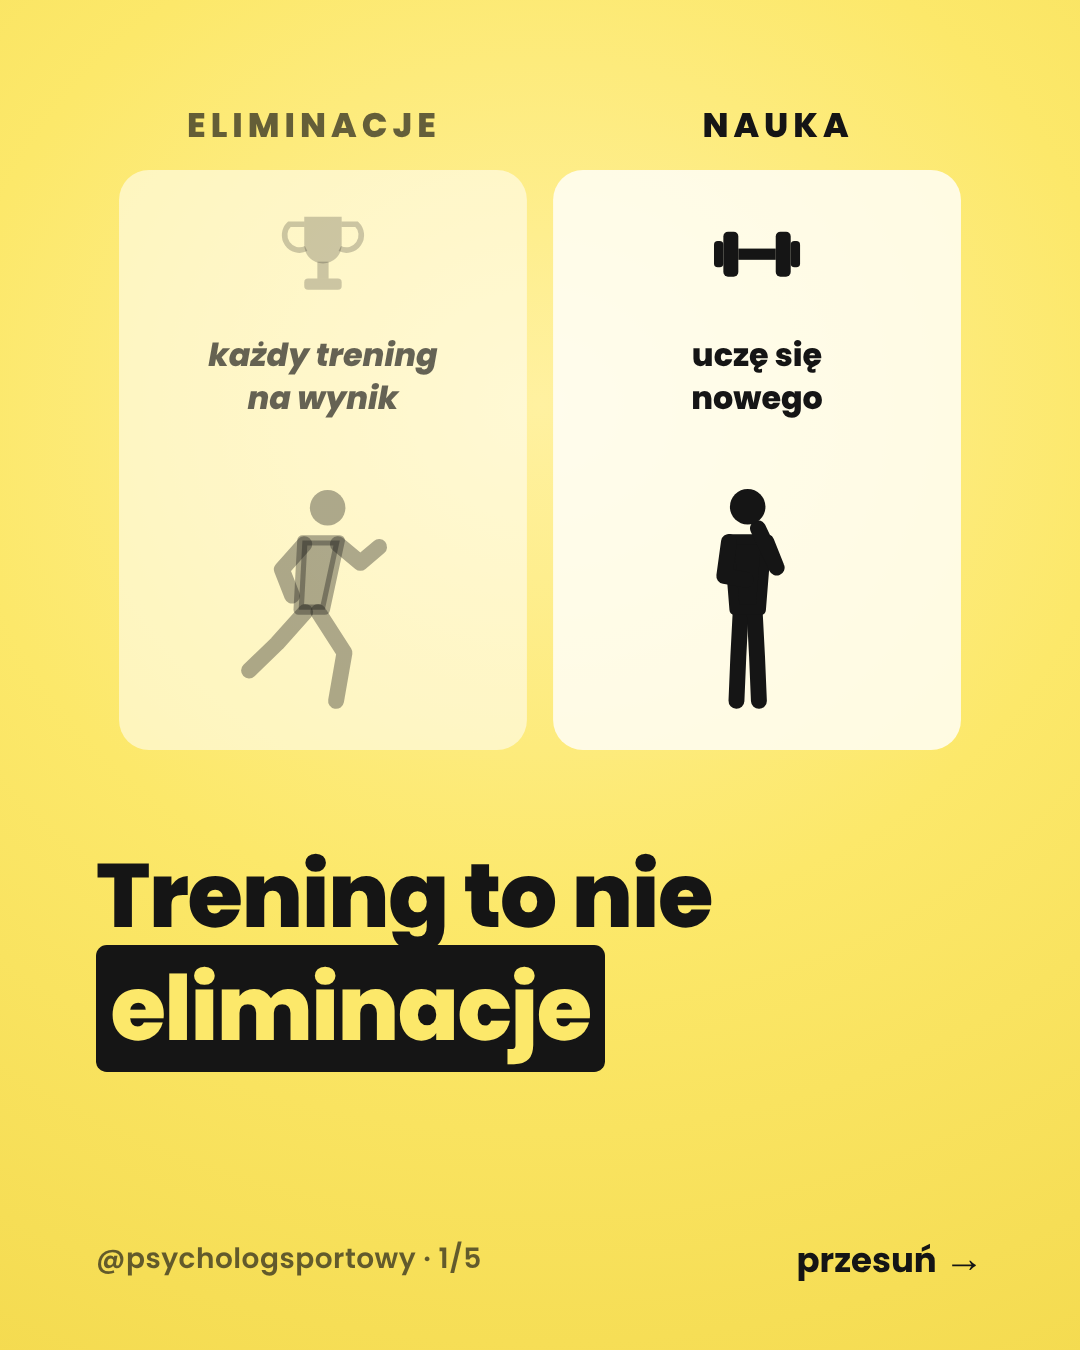 ELIMINACJE
NAUKA
każdy trening
na wynik
uczę się
nowego
Trening to nie
eliminacje
@psychologsportowy · 1/5
przesuń →